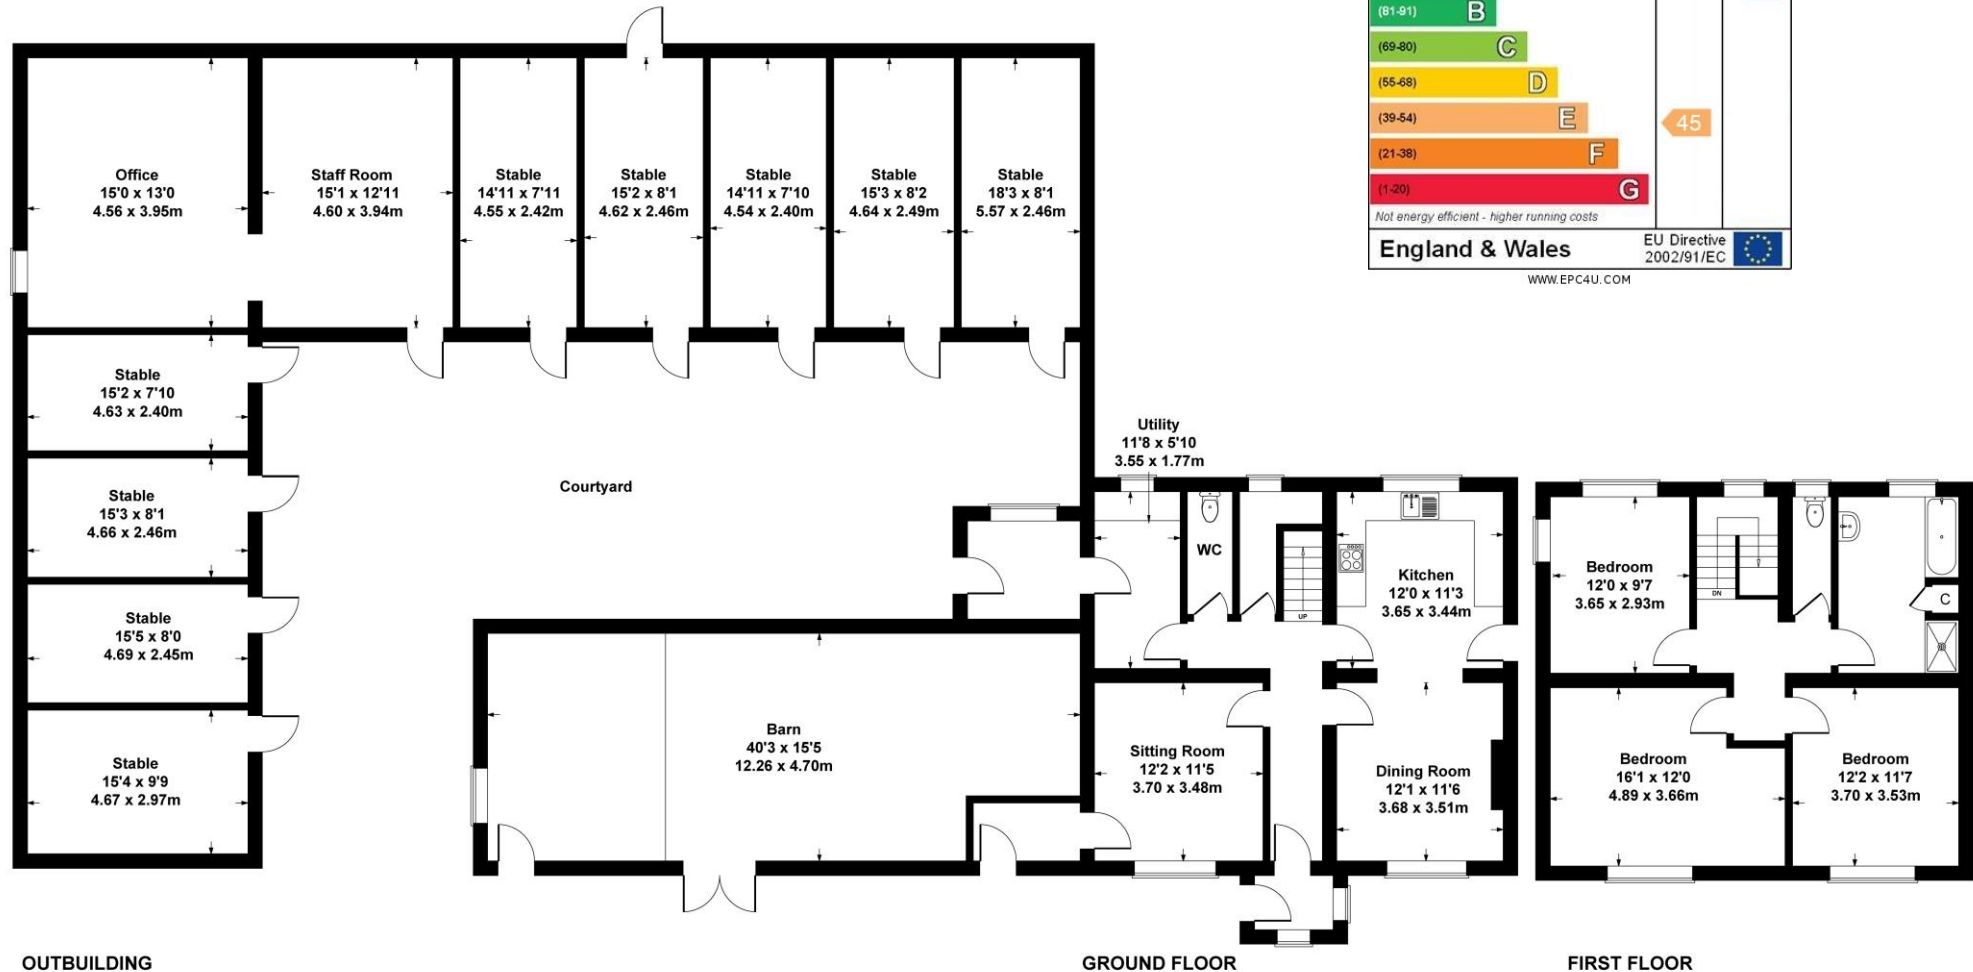 (81-91) B
(69-80) C
(55-68) D
(39-54) E
45
(21-38) F
(1-20) G
Not energy efficient - higher running costs
England & Wales
EU Directive
2002/91/EC
WWW.EPC4U.COM
Office
15'0 x 13'0
4.56 x 3.95m
Staff Room
15'1 x 12'11
4.60 x 3.94m
Stable
14'11 x 7'11
4.55 x 2.42m
Stable
15'2 x 8'1
4.62 x 2.46m
Stable
14'11 x 7'10
4.54 x 2.40m
Stable
15'3 x 8'2
4.64 x 2.49m
Stable
18'3 x 8'1
5.57 x 2.46m
Stable
15'2 x 7'10
4.63 x 2.40m
Stable
15'3 x 8'1
4.66 x 2.46m
Stable
15'5 x 8'0
4.69 x 2.45m
Stable
15'4 x 9'9
4.67 x 2.97m
Courtyard
Barn
40'3 x 15'5
12.26 x 4.70m
Utility
11'8 x 5'10
3.55 x 1.77m
WC
UP
Kitchen
12'0 x 11'3
3.65 x 3.44m
Sitting Room
12'2 x 11'5
3.70 x 3.48m
Dining Room
12'1 x 11'6
3.68 x 3.51m
Bedroom
12'0 x 9'7
3.65 x 2.93m
DN
C
Bedroom
16'1 x 12'0
4.89 x 3.66m
Bedroom
12'2 x 11'7
3.70 x 3.53m
OUTBUILDING
GROUND FLOOR
FIRST FLOOR